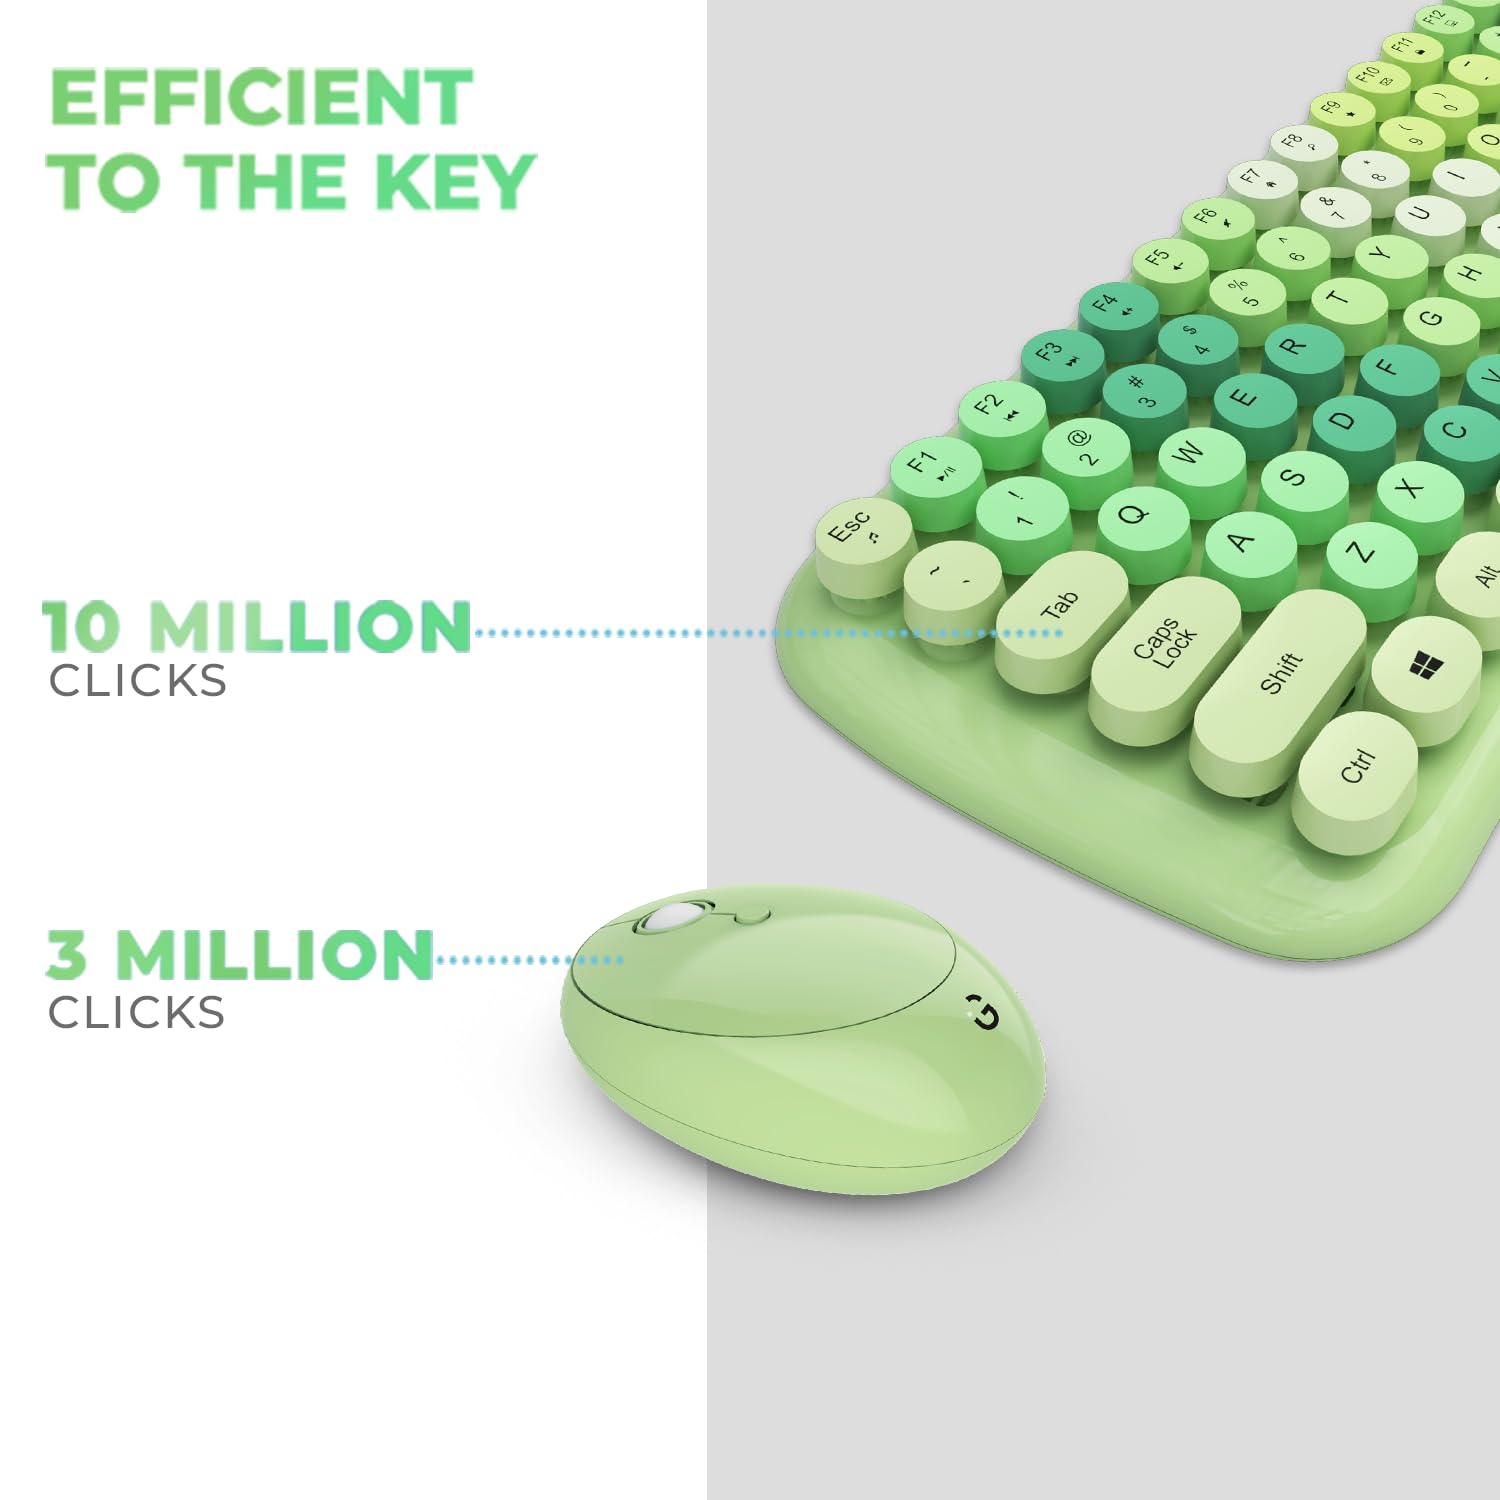 EFFICIENT
TO THE KEY
10 MILLION
CLICKS
3 MILLION
CLICKS
F12
F11
F10
F9
) 0
F8
( 9
O
F7
* 8
I
F6
& 7
U
F5
^ 6
Y
H
F4
% 5
T
G
F3
$ 4
R
F
V
F2
# 3
E
D
C
F1
@ 2
W
S
X
Esc
! 1
Q
A
Z
Alt
~ `
Tab
Caps
Lock
Shift
Ctrl
G